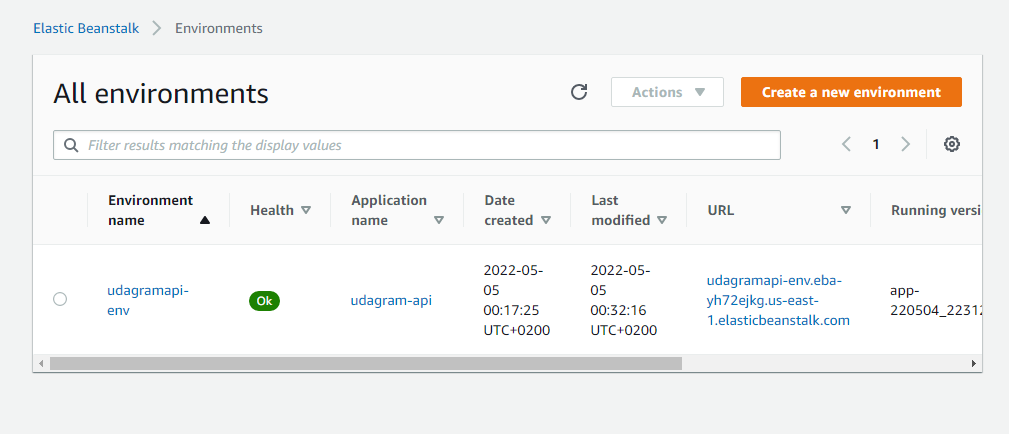 Elastic Beanstalk > Environments
All environments
Actions
Create a new environment
Filter results matching the display values
1
Environment name
Health
Application name
Date created
Last modified
URL
Running versi
udagramapi-
env
Ok
udagram-api
2022-05-
05
00:17:25
UTC+0200
2022-05-
05
00:32:16
UTC+0200
udagramapi-env.eba-
yh72ejkg.us-east-
1.elasticbeanstalk.com
app-
220504_22312